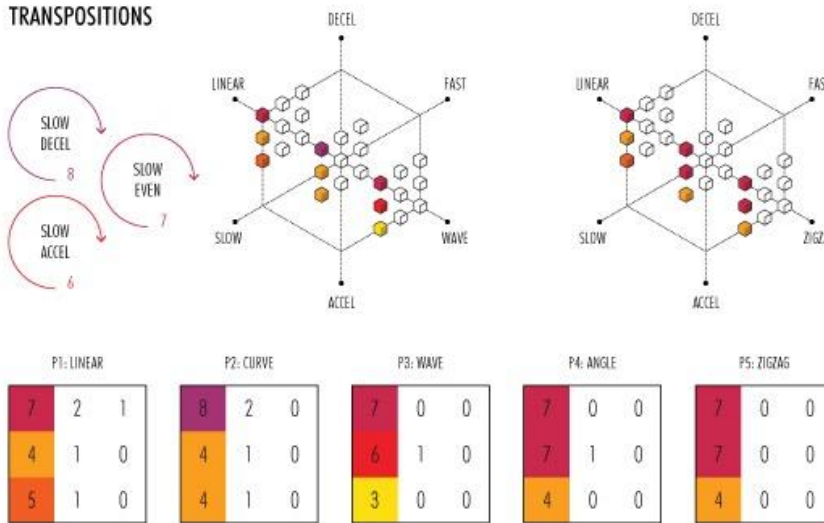 TRANSPOSITIONS
SLOW
DECEL
8
SLOW
EVEN
7
SLOW
ACCEL
6
DECEL
LINEAR
FAST
SLOW
WAVE
ACCEL
DECEL
LINEAR
FAS
SLOW
ZIGZA
ACCEL
P1: LINEAR
7 2 1
4 1 0
5 1 0
P2: CURVE
8 2 0
4 1 0
4 1 0
P3: WAVE
7 0 0
6 1 0
3 0 0
P4: ANGLE
7 0 0
7 1 0
4 0 0
P5: ZIGZAG
7 0 0
7 0 0
4 0 0